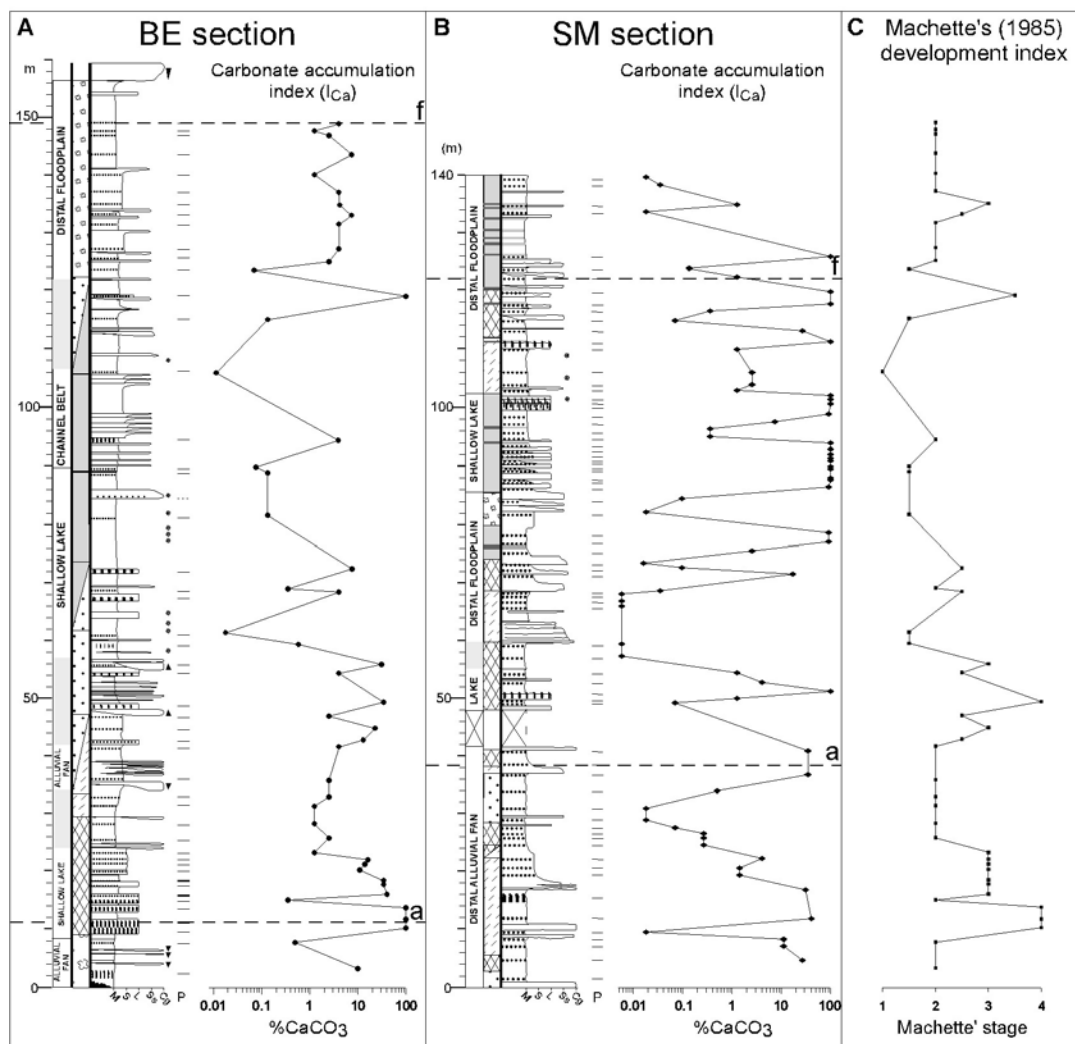 A
BE section
Carbonate accumulation
index (I_Ca)
m
150
100
50
0
f
a
DISTAL FLOODPLAIN
CHANNEL BELT
SHALLOW LAKE
ALLUVIAL FAN
SHALLOW LAKE
ALLUVIAL FAN
M S L Ss Cg
P
0.01 0.1 1 10 100
%CaCO3
B
SM section
Carbonate accumulation
index (I_Ca)
(m)
140
100
50
0
f
a
DISTAL FLOODPLAIN
SHALLOW LAKE
DISTAL FLOODPLAIN
LAKE
DISTAL ALLUVIAL FAN
M S L Ss Cg
P
0.01 0.1 1 10 100
%CaCO3
C
Machette's (1985)
development index
1 2 3 4
Machette' stage